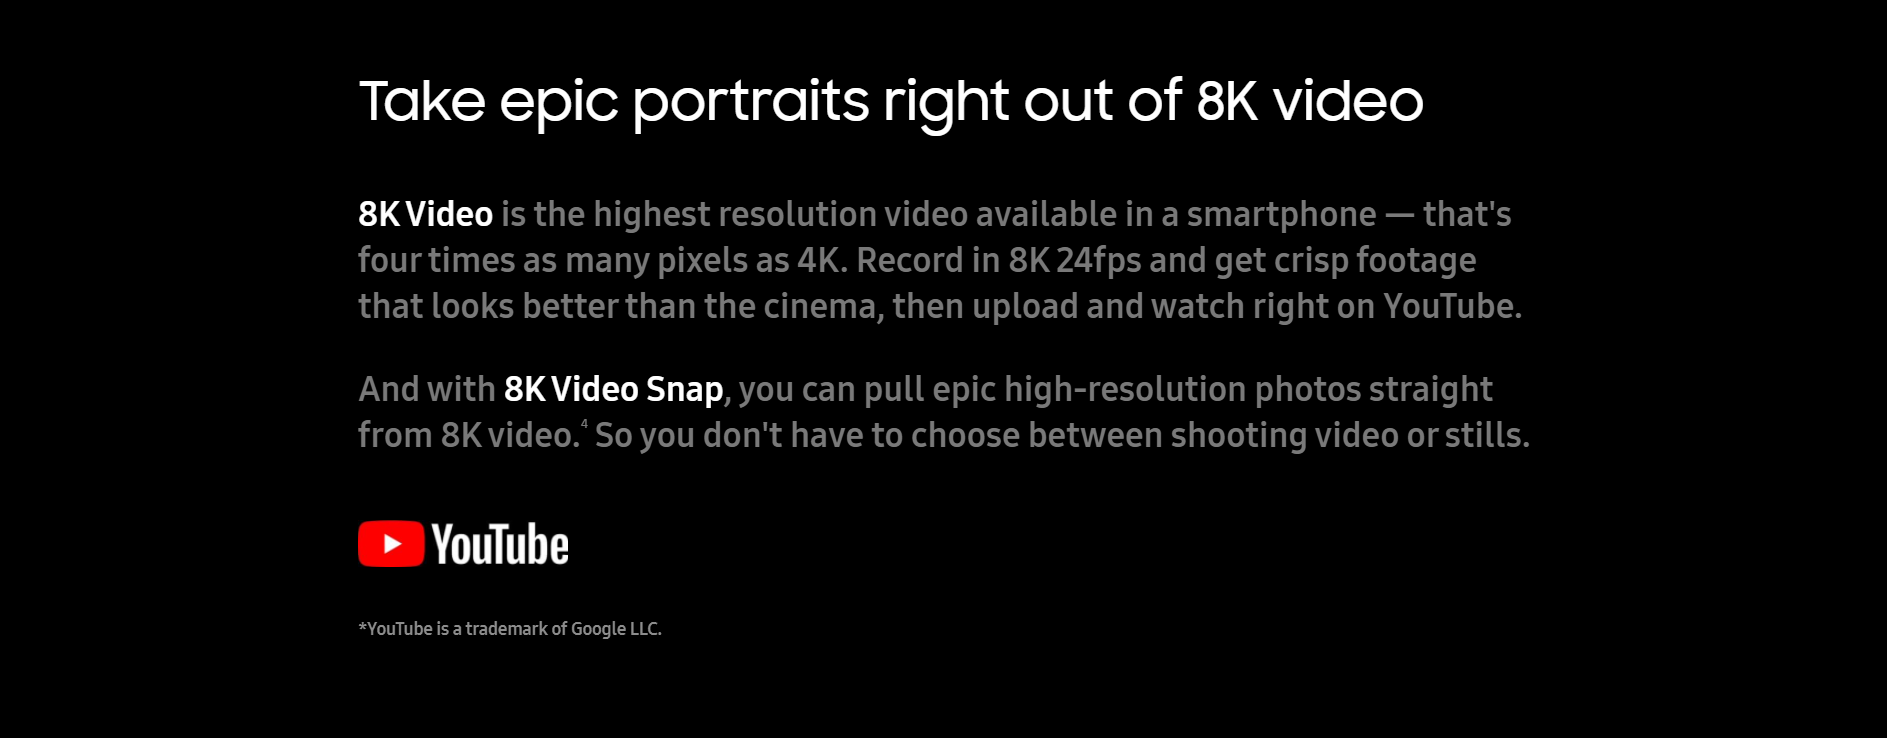 Take epic portraits right out of 8K video
8K Video is the highest resolution video available in a smartphone — that's
four times as many pixels as 4K. Record in 8K 24fps and get crisp footage
that looks better than the cinema, then upload and watch right on YouTube.
And with 8K Video Snap, you can pull epic high-resolution photos straight
from 8K video.⁴ So you don't have to choose between shooting video or stills.
YouTube
*YouTube is a trademark of Google LLC.